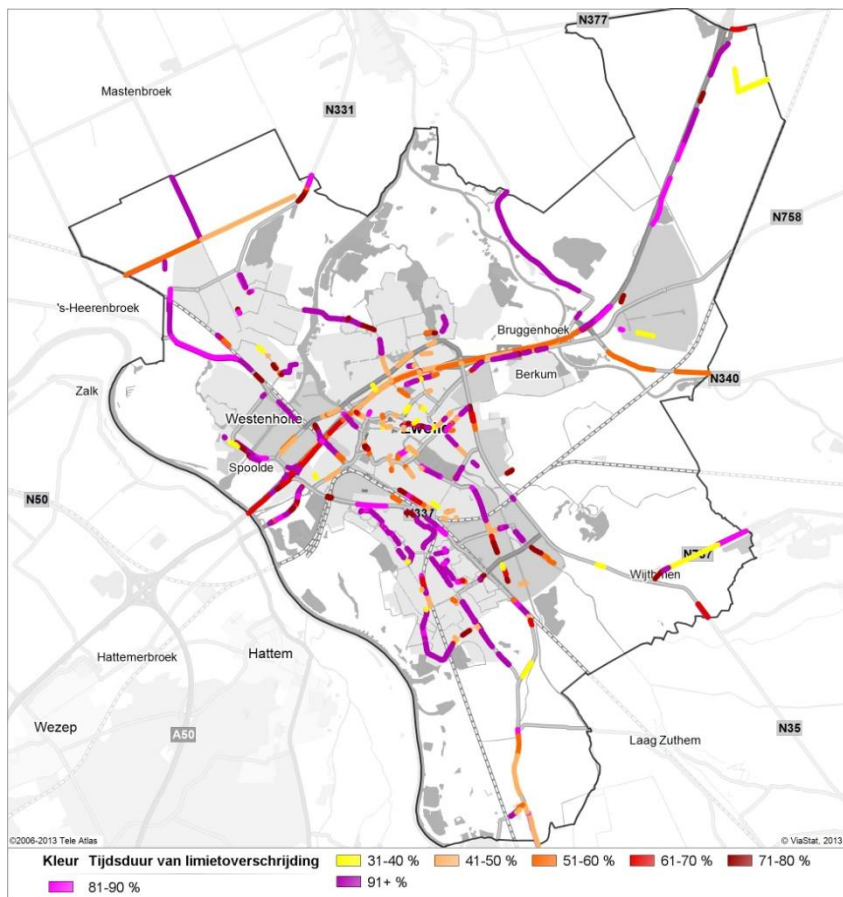 N377
Mastenbroek
N331
N758
's-Heerenbroek
Bruggenhoek
Berkum
N340
Zalk
Westenholte
Zwolle
Spoolde
N50
N337
N757
Wijthmen
Hattemerbroek
Hattem
Wezep
A50
Laag Zuthem
N35
©2006-2013 Tele Atlas
© ViaStat, 2013
Kleur Tijdsduur van limietoverschrijding 31-40 % 41-50 % 51-60 % 61-70 % 71-80 %
81-90 % 91+ %